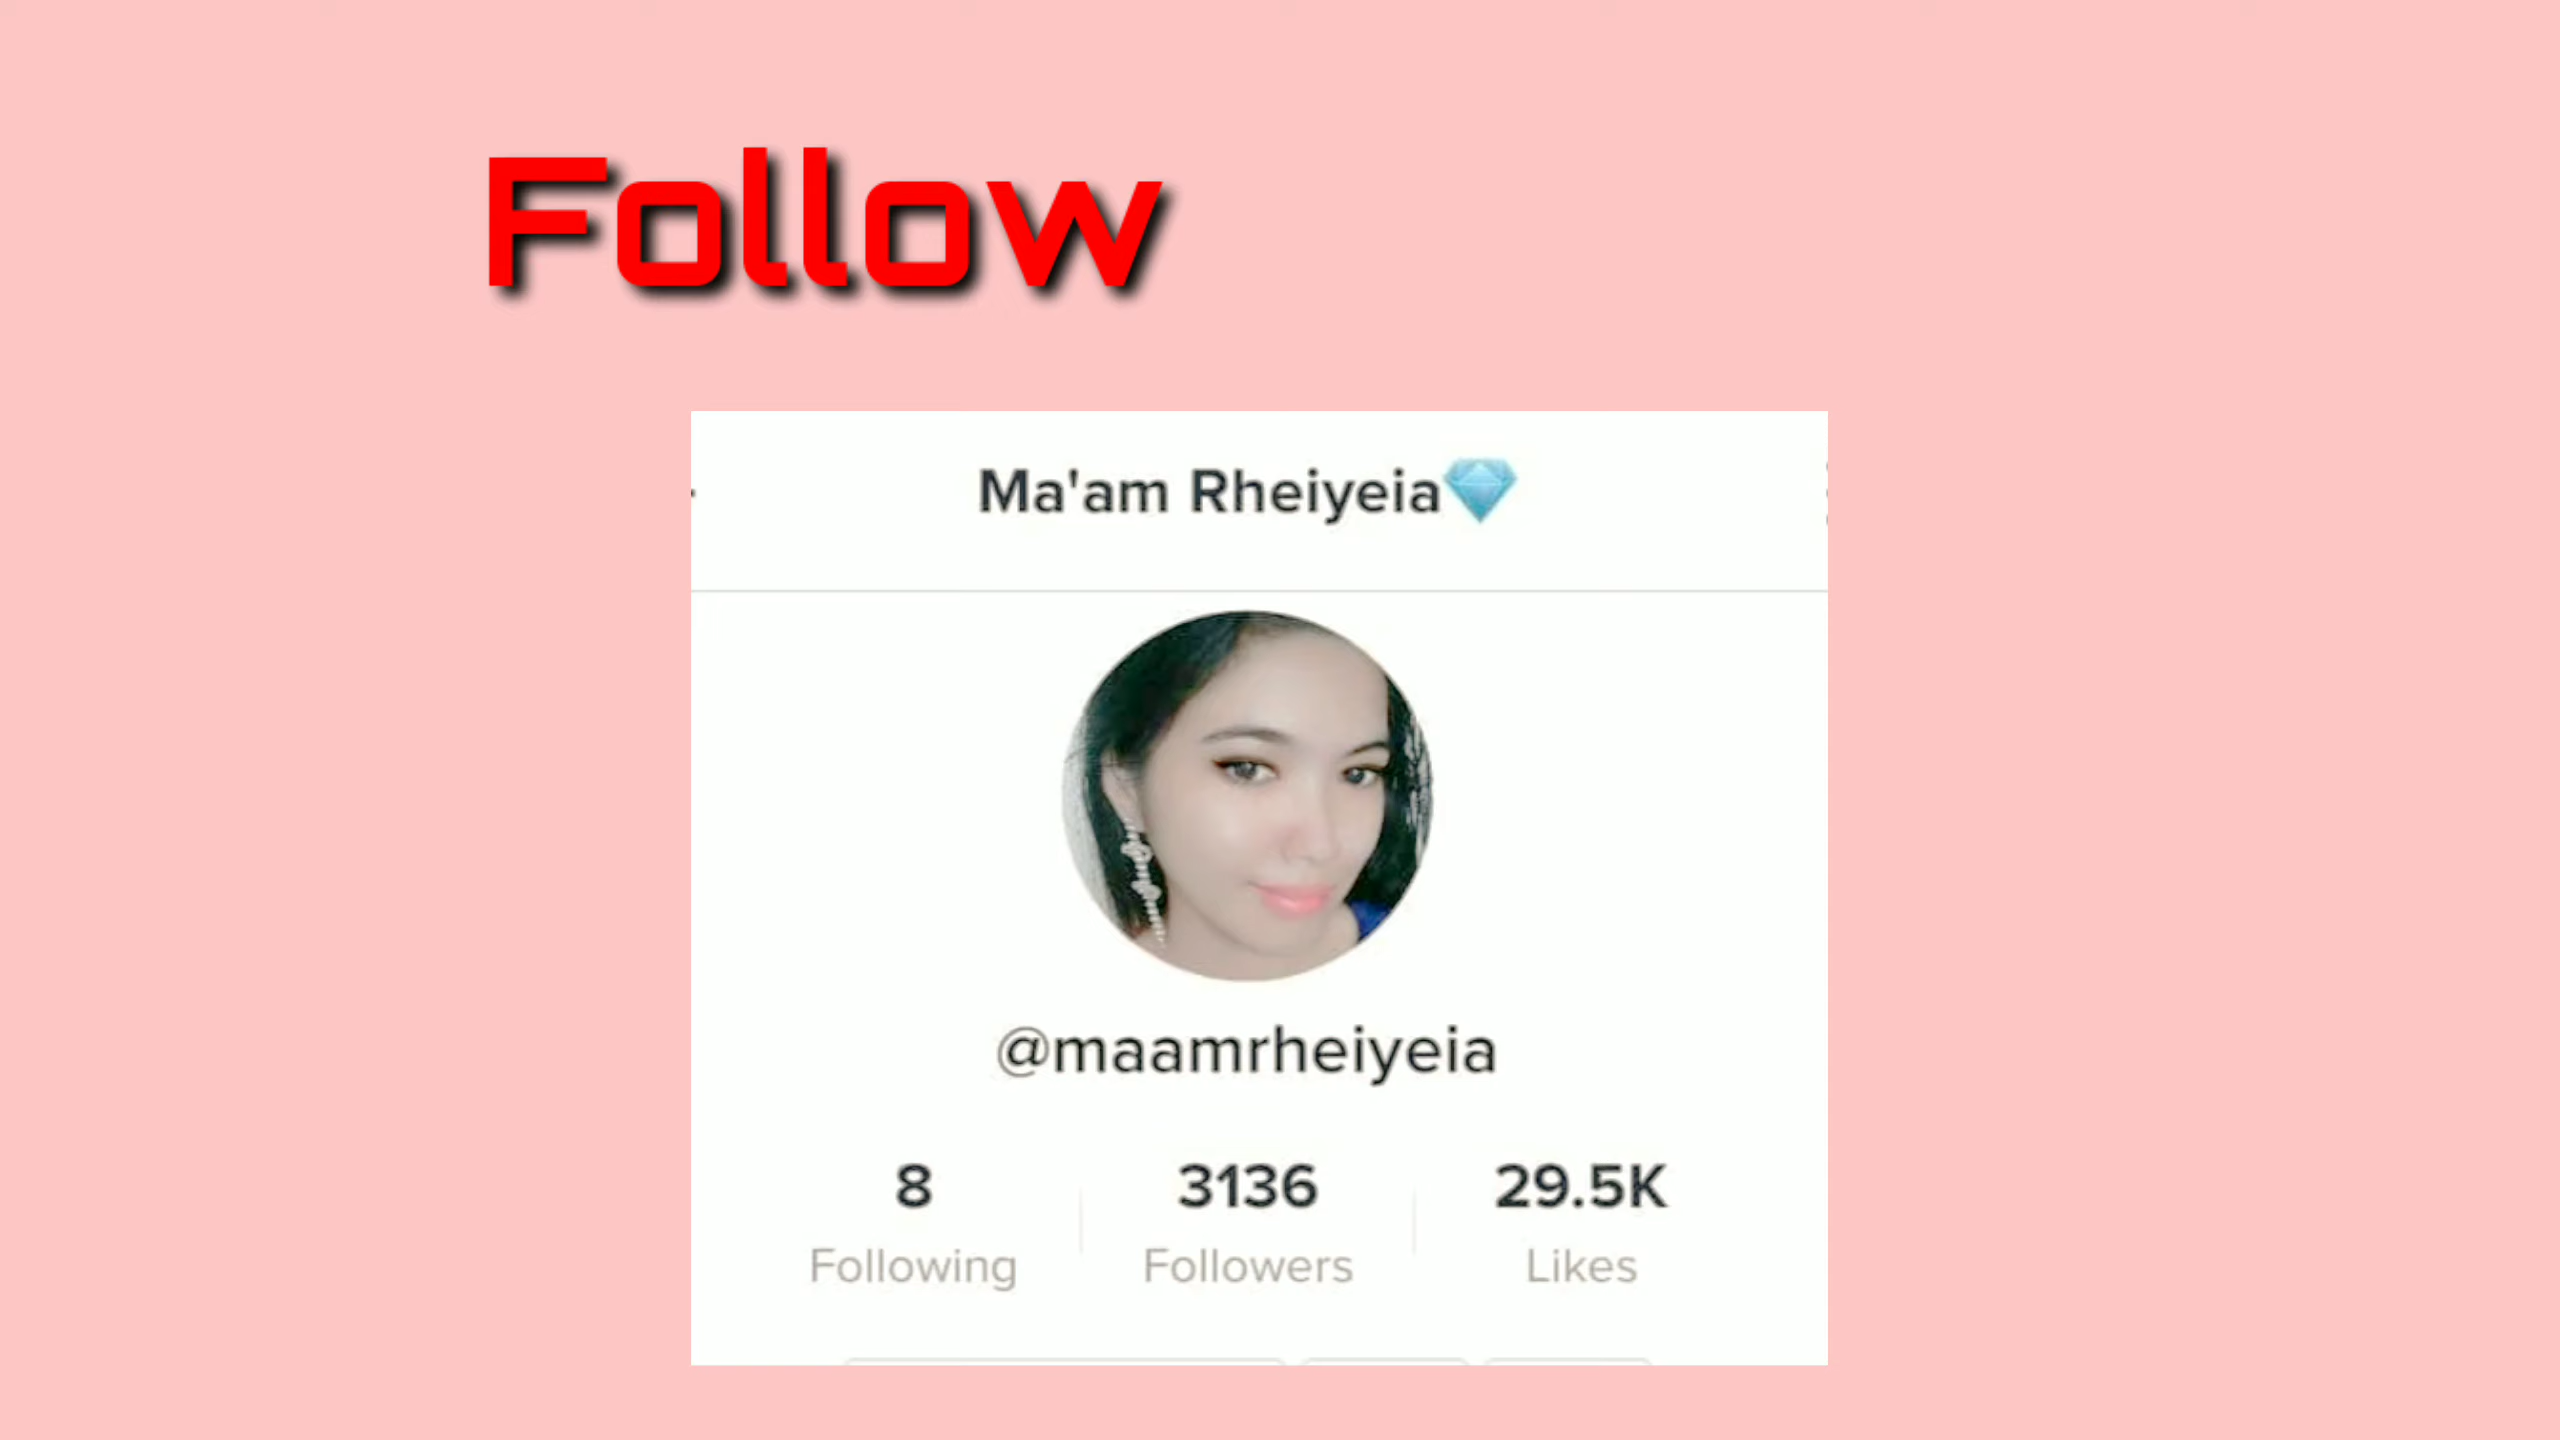 Follow
Ma'am Rheiyeia💎
@maamrheiyeia
8 3136 29.5K
Following Followers Likes